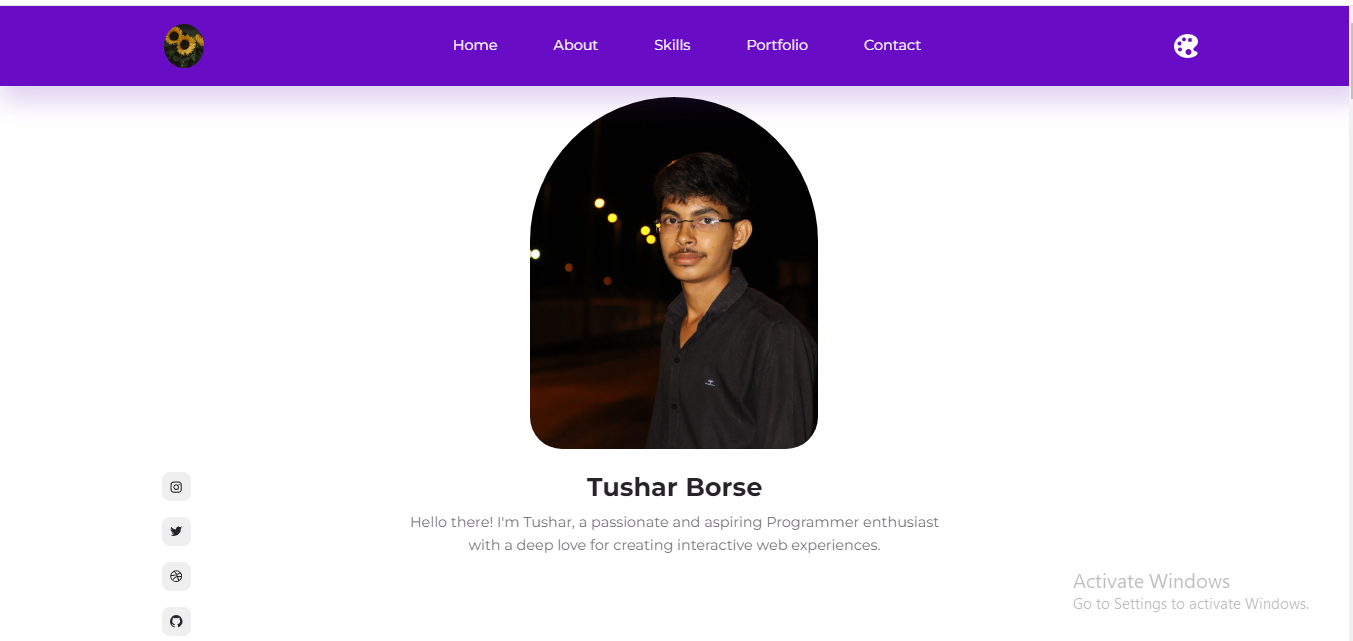 Home About Skills Portfolio Contact
Tushar Borse
Hello there! I'm Tushar, a passionate and aspiring Programmer enthusiast
with a deep love for creating interactive web experiences.
Activate Windows
Go to Settings to activate Windows.